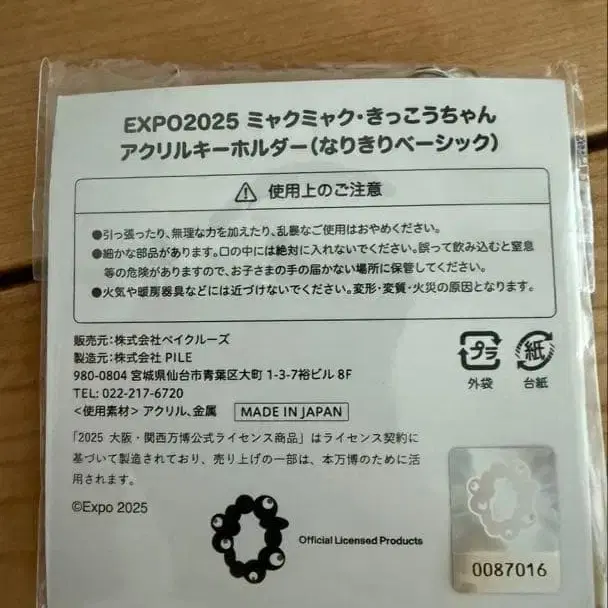 EXPO2025 ミャクミャク・きっこうちゃん
アクリルキーホルダー(なりきりベーシック)
使用上のご注意
●引っ張ったり、無理な力を加えたり、乱暴なご使用はおやめください。
●細かな部品があります。口の中には絶対に入れないでください。誤って飲み込むと窒息
等の危険がありますので、お子さまの手の届かない場所に保管してください。
●火気や暖房器具などには近づけないでください。変形・変質・火災の原因となります。
販売元:株式会社ベイクルーズ
製造元:株式会社 PILE
980-0804 宮城県仙台市青葉区大町 1-3-7裕ビル 8F
TEL: 022-217-6720
<使用素材> アクリル、金属 MADE IN JAPAN
プラ 紙
外袋 台紙
「2025 大阪・関西万博公式ライセンス商品」はライセンス契約に
基づいて製造されており、売り上げの一部は、本万博のために活
用されます。
©Expo 2025
Official Licensed Products
0087016